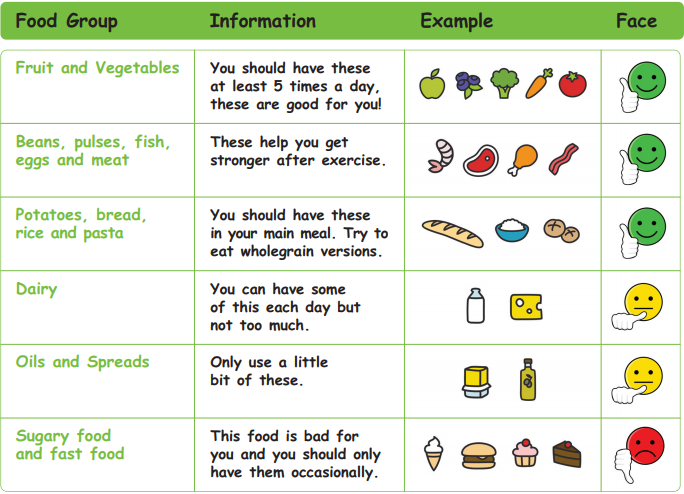 Food Group Information Example Face
Fruit and Vegetables
You should have these
at least 5 times a day,
these are good for you!
Beans, pulses, fish,
eggs and meat
These help you get
stronger after exercise.
Potatoes, bread,
rice and pasta
You should have these
in your main meal. Try to
eat wholegrain versions.
Dairy
You can have some
of this each day but
not too much.
Oils and Spreads
Only use a little
bit of these.
Sugary food
and fast food
This food is bad for
you and you should only
have them occasionally.